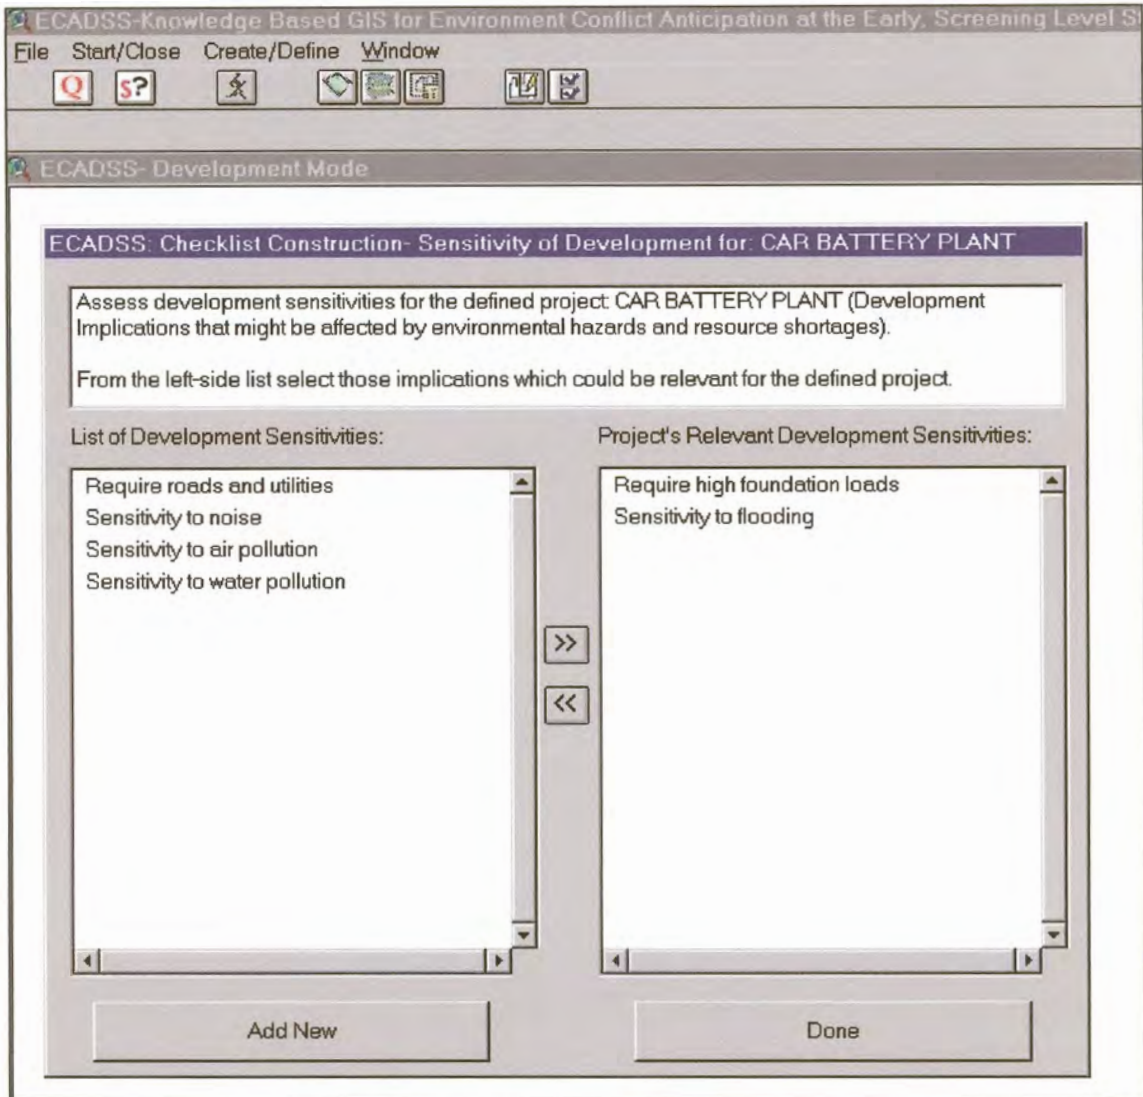 ECADSS-Knowledge Based GIS for Environment Conflict Anticipation at the Early, Screening Level
File Start/Close Create/Define Window
Q S?
ECADSS- Development Mode
ECADSS: Checklist Construction- Sensitivity of Development for: CAR BATTERY PLANT
Assess development sensitivities for the defined project: CAR BATTERY PLANT (Development
Implications that might be affected by environmental hazards and resource shortages).
From the left-side list select those implications which could be relevant for the defined project.
List of Development Sensitivities:
Require roads and utilities
Sensitivity to noise
Sensitivity to air pollution
Sensitivity to water pollution
>>
<<
Project's Relevant Development Sensitivities:
Require high foundation loads
Sensitivity to flooding
Add New
Done